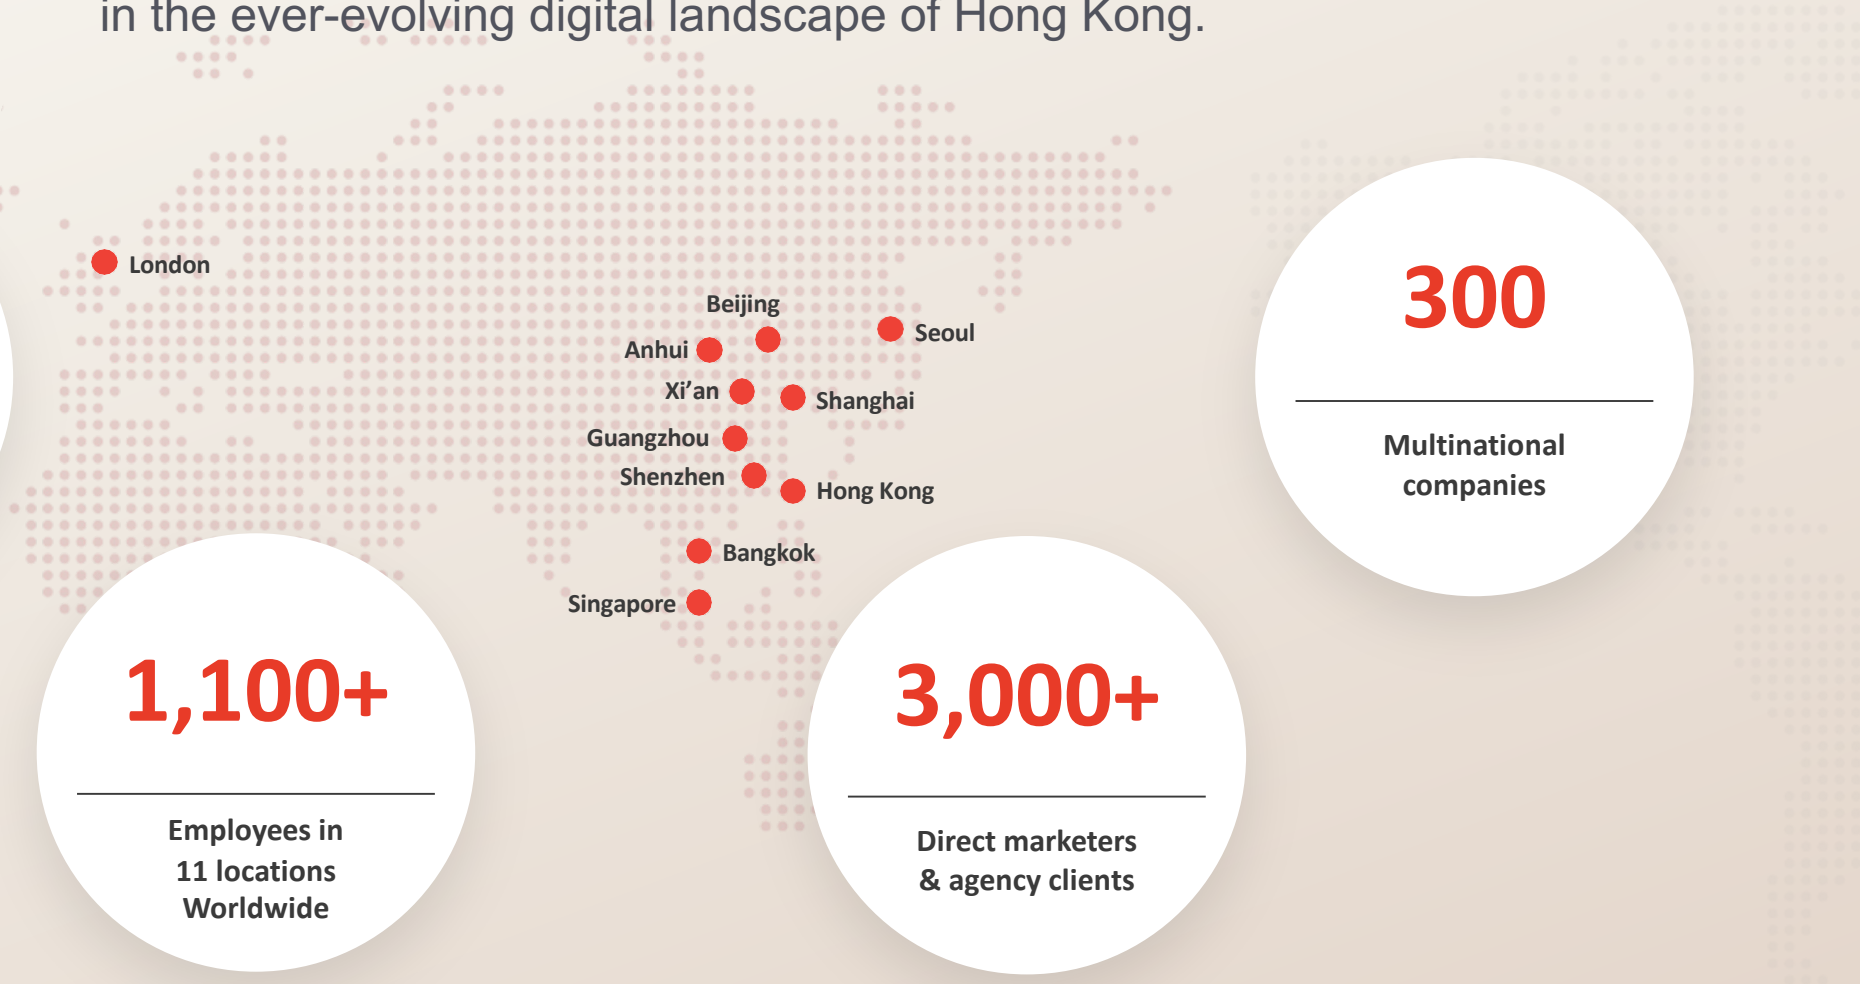 in the ever-evolving digital landscape of Hong Kong.
London
Beijing
Seoul
Anhui
Xi’an
Shanghai
Guangzhou
Shenzhen
Hong Kong
Bangkok
Singapore
300
Multinational
companies
1,100+
Employees in
11 locations
Worldwide
3,000+
Direct marketers
& agency clients